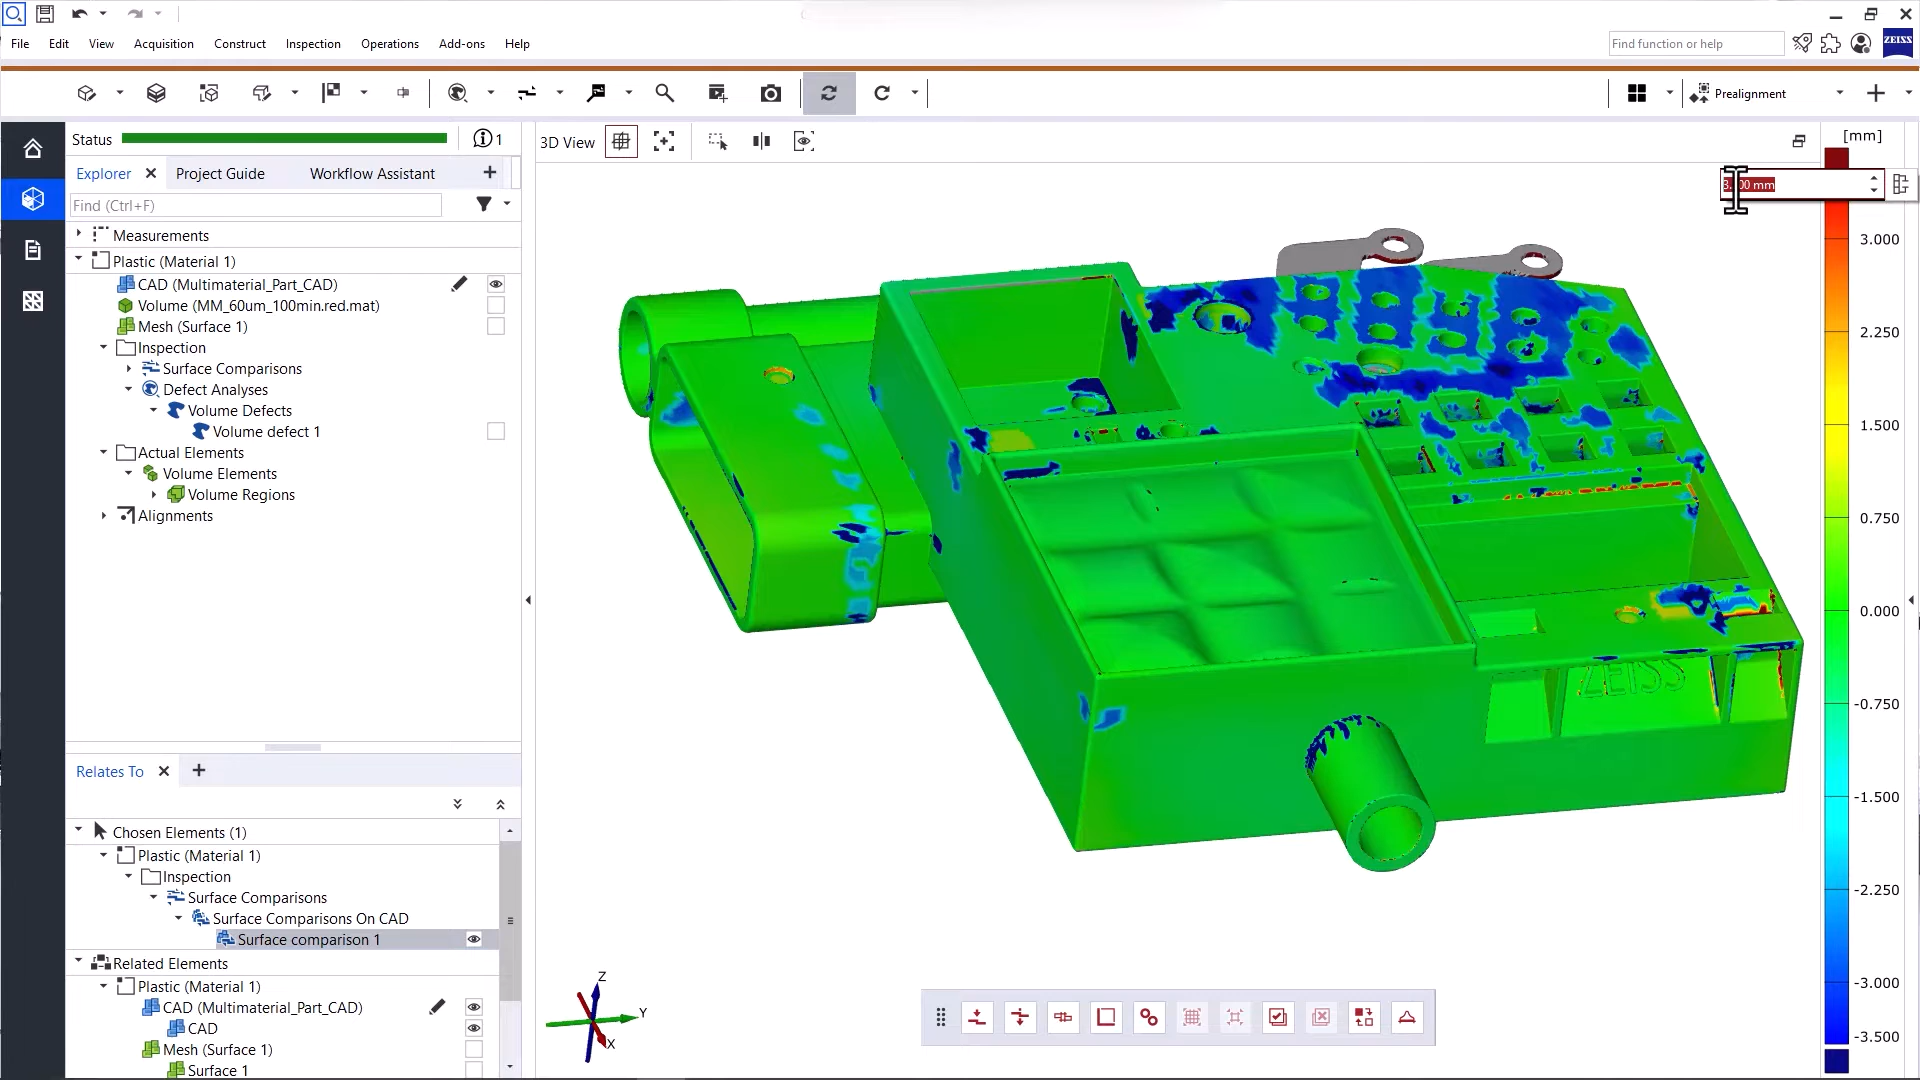 File Edit View Acquisition Construct Inspection Operations Add-ons Help
Find function or help
ZEISS
Prealignment
Status
1
Explorer
Project Guide
Workflow Assistant
Find (Ctrl+F)
Measurements
Plastic (Material 1)
CAD (Multimaterial_Part_CAD)
Volume (MM_60um_100min.red.mat)
Mesh (Surface 1)
Inspection
Surface Comparisons
Defect Analyses
Volume Defects
Volume defect 1
Actual Elements
Volume Elements
Volume Regions
Alignments
Relates To
Chosen Elements (1)
Plastic (Material 1)
Inspection
Surface Comparisons
Surface Comparisons On CAD
Surface comparison 1
Related Elements
Plastic (Material 1)
CAD (Multimaterial_Part_CAD)
CAD
Mesh (Surface 1)
Surface 1
3D View
ZEISS
Z
Y
X
[mm]
mm
3.000
2.250
1.500
0.750
0.000
-0.750
-1.500
-2.250
-3.000
-3.500